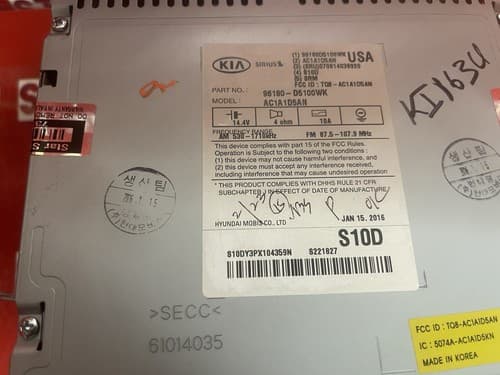 KIA SIRIUS USA
(1) 96180D5100WK
(2) AC1A1D5AN
(4) S10D
(5) DRM
FCC ID : TQ8-AC1A1D5AN
PART NO. : 96180-D5100WK
MODEL : AC1A1D5AN
14.4V 4 ohm 10A
FREQUENCY RANGE
AM 530-1710kHz FM 87.5-107.9 MHz
This device complies with part 15 of the FCC Rules.
Operation is Subject to the following two conditions:
(1) this device may not cause harmful interference, and
(2) this device must accept any interference received,
including interference that may cause undesired operation
* THIS PRODUCT COMPLIES WITH DHHS RULE 21 CFR
SUBCHAPTER J IN EFFECT OF DATE OF MANUFACTURE
JAN 15, 2016
HYUNDAI MOBIS CO., LTD
S10D
S10DY3PX104359N S221827
KI1163U
생산팀
생산팀
>SECC<
61014035
FCC ID : TQ8-AC1A1D5AN
IC : 5074A-AC1A1D5KN
MADE IN KOREA